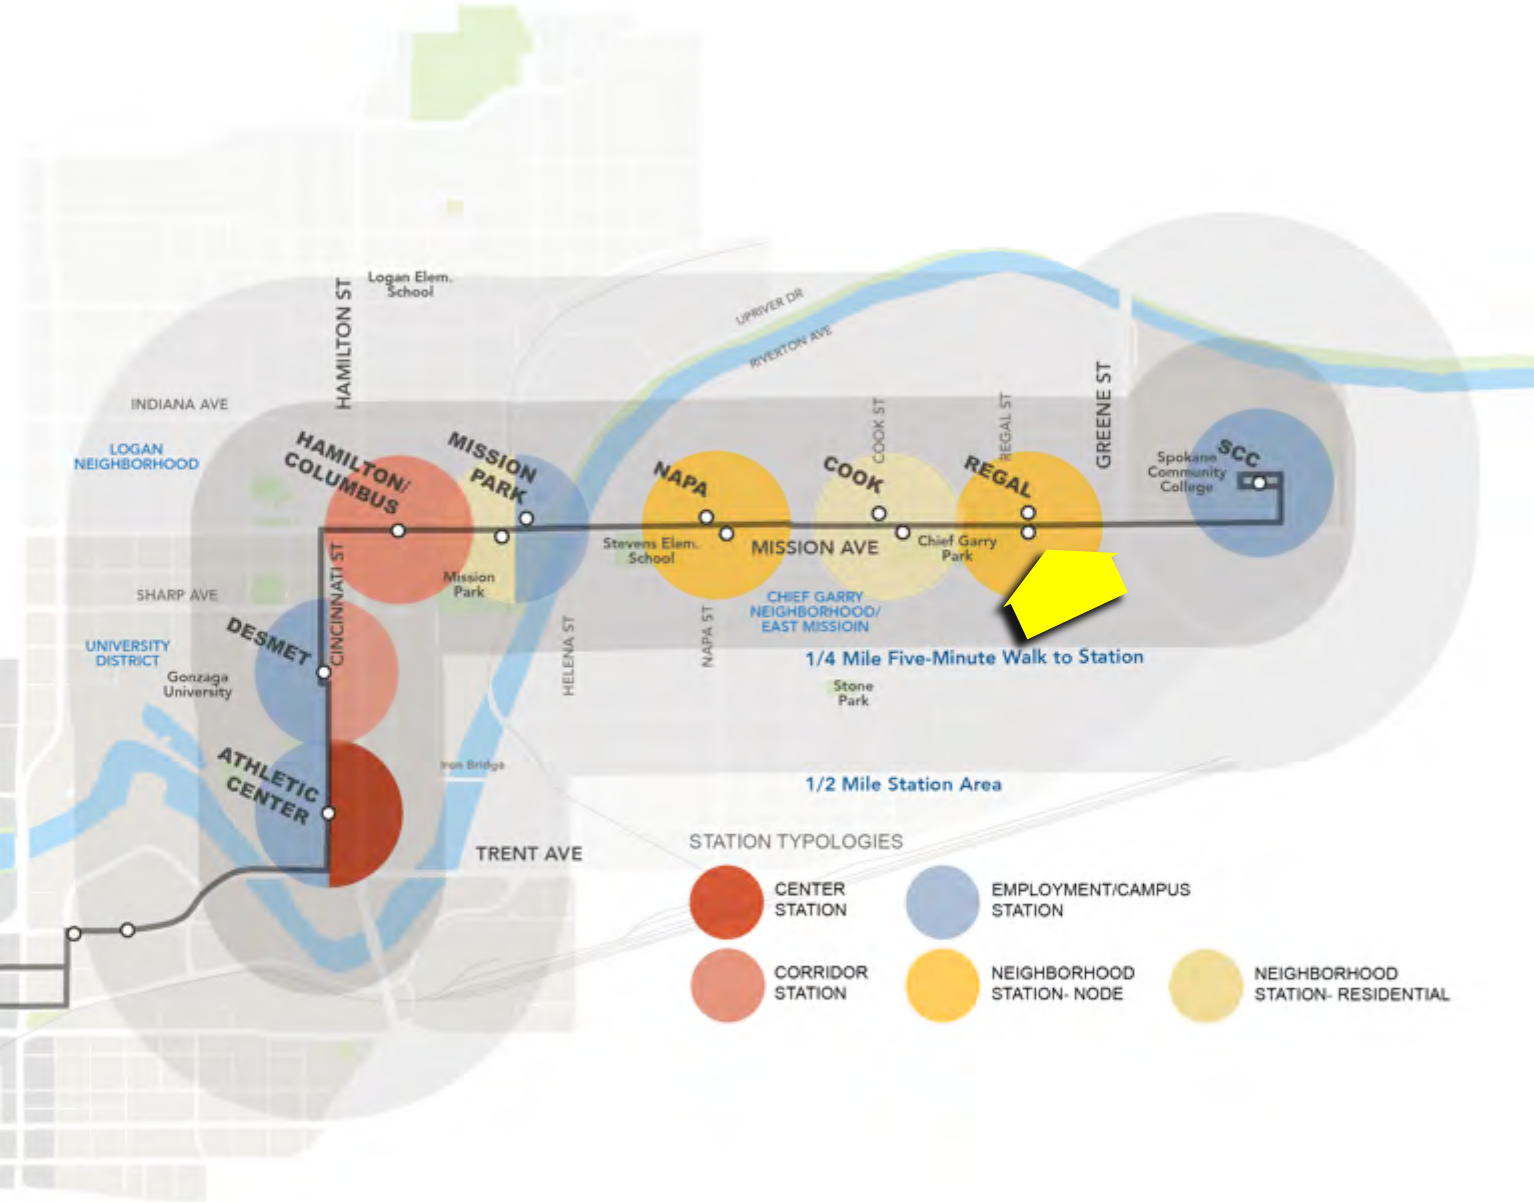 Logan Elem.
School
HAMILTON ST
UPRIVER DR
RIVERTON AVE
INDIANA AVE
LOGAN
NEIGHBORHOOD
HAMILTON/
COLUMBUS
MISSION
PARK
NAPA
COOK
COOK ST
REGAL
REGAL ST
GREENE ST
SCC
Spokane
Community
College
Stevens Elem.
School
MISSION AVE
Chief Garry
Park
CINCINNATI ST
Mission
Park
SHARP AVE
CHIEF GARRY
NEIGHBORHOOD/
EAST MISSIOIN
DESMET
UNIVERSITY
DISTRICT
Gonzaga
University
HELENA ST
NAPA ST
1/4 Mile Five-Minute Walk to Station
Stone
Park
ATHLETIC
CENTER
Iron Bridge
1/2 Mile Station Area
TRENT AVE
STATION TYPOLOGIES
CENTER
STATION
EMPLOYMENT/CAMPUS
STATION
CORRIDOR
STATION
NEIGHBORHOOD
STATION- NODE
NEIGHBORHOOD
STATION- RESIDENTIAL